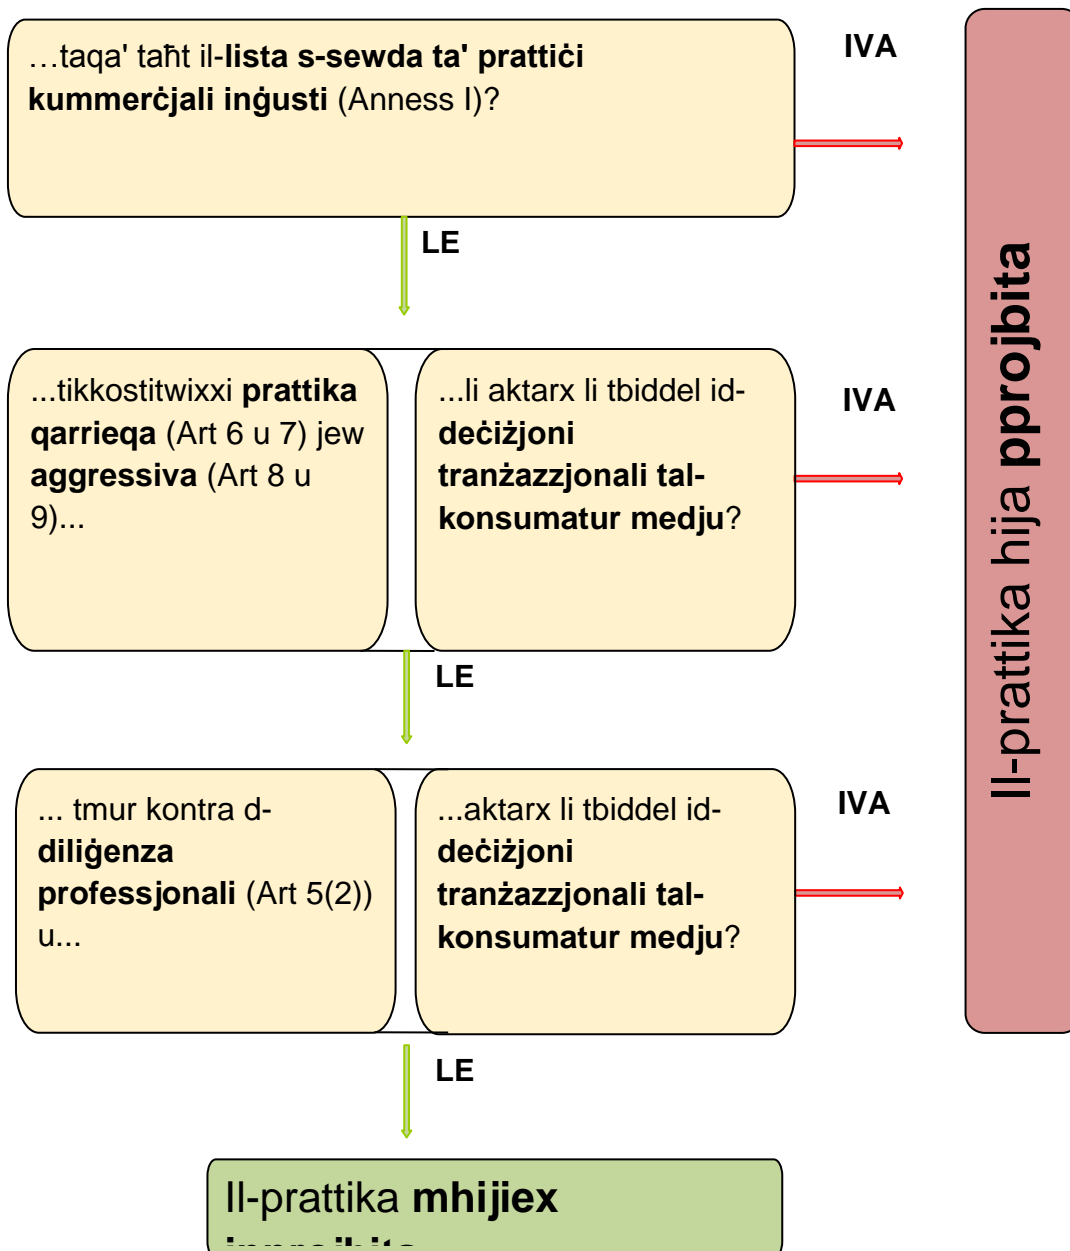 ...taqa' taħt il-lista s-sewda ta' prattiċi
kummerċjali inġusti (Anness I)?
IVA
LE
...tikkostitwixxi prattika
qarrieqa (Art 6 u 7) jew
aggressiva (Art 8 u
9)...
...li aktarx li tbiddel id-
deċiżjoni
tranżazzjonali tal-
konsumatur medju?
IVA
LE
... tmur kontra d-
diliġenza
professjonali (Art 5(2))
u...
...aktarx li tbiddel id-
deċiżjoni
tranżazzjonali tal-
konsumatur medju?
IVA
LE
Il-prattika hija pprojbita
Il-prattika mhijiex